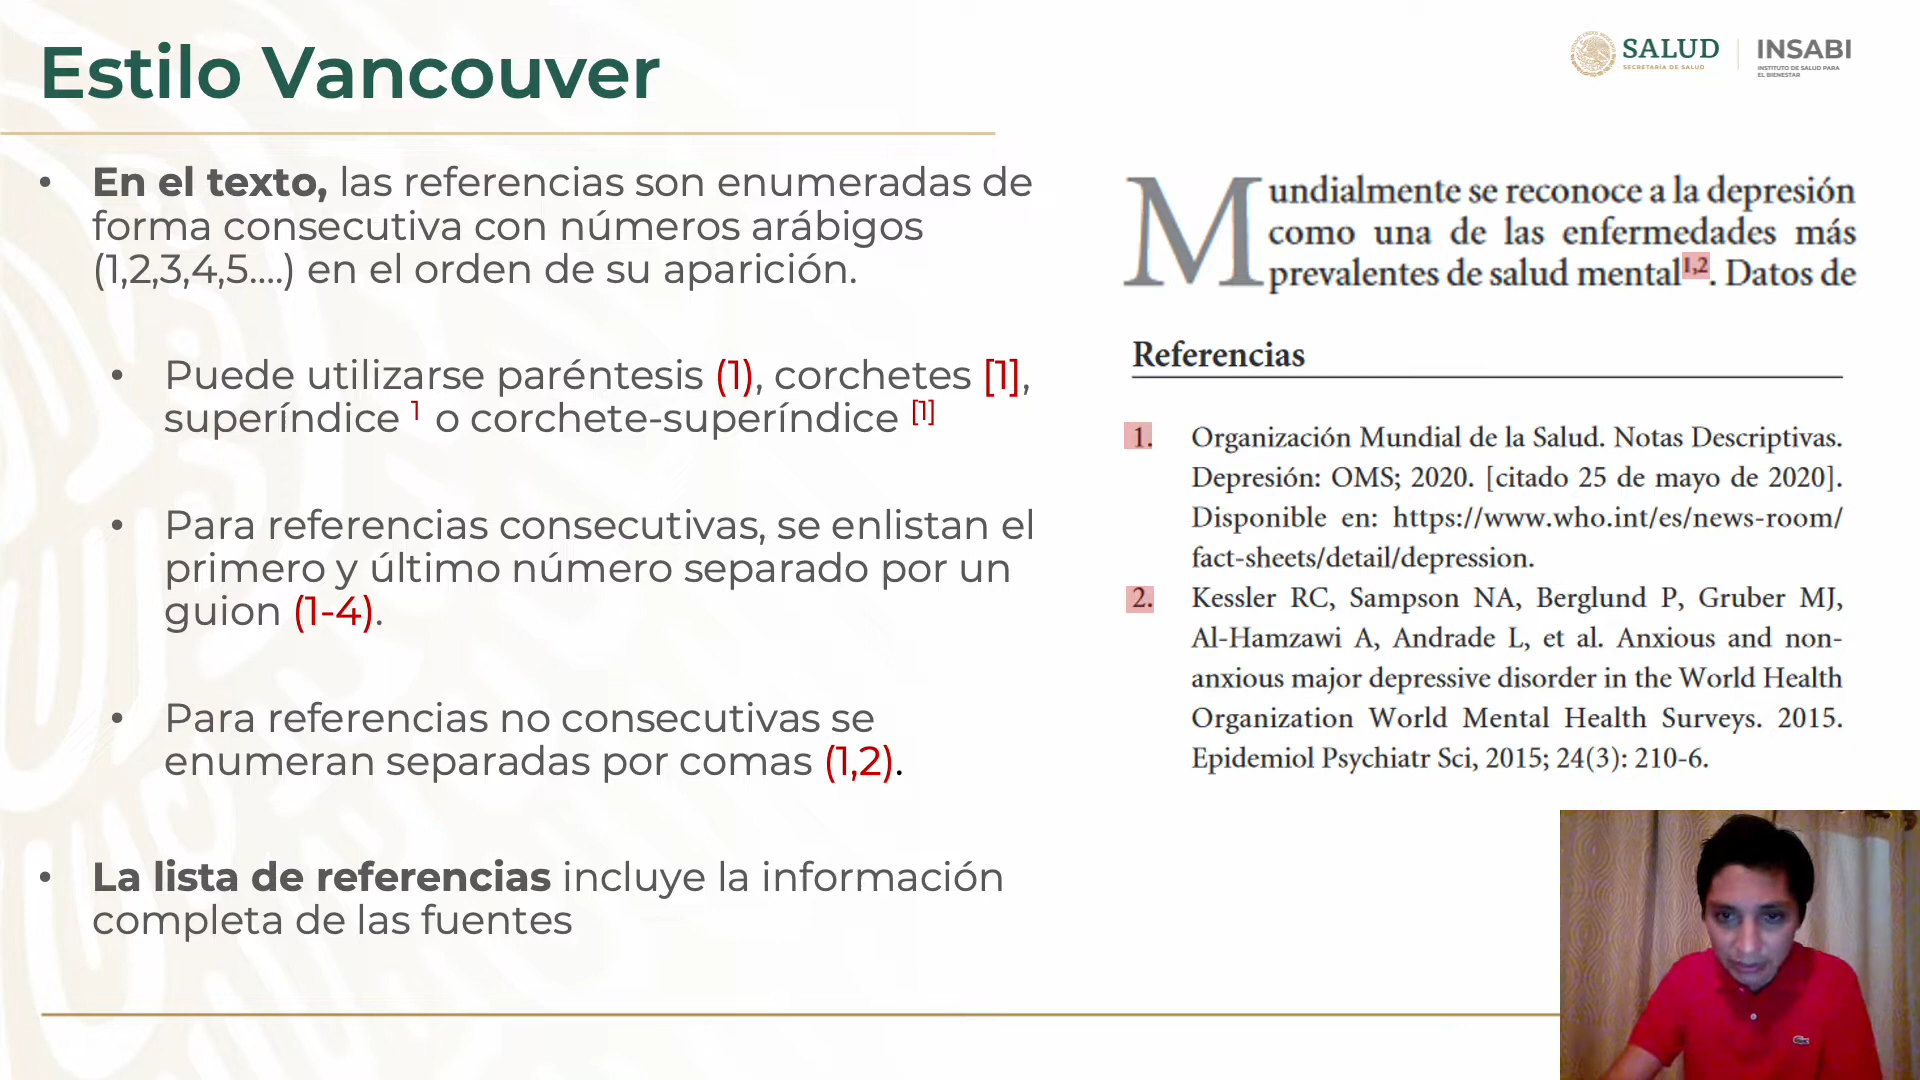 Estilo Vancouver
SALUD
SECRETARÍA DE SALUD
INSABI
INSTITUTO DE SALUD PARA
EL BIENESTAR
• En el texto, las referencias son enumeradas de
forma consecutiva con números arábigos
(1,2,3,4,5....) en el orden de su aparición.
• Puede utilizarse paréntesis (1), corchetes [1],
superíndice 1 o corchete-superíndice [1]
• Para referencias consecutivas, se enlistan el
primero y último número separado por un
guion (1-4).
• Para referencias no consecutivas se
enumeran separadas por comas (1,2).
• La lista de referencias incluye la información
completa de las fuentes
Mundialmente se reconoce a la depresión
como una de las enfermedades más
prevalentes de salud mental1,2. Datos de
Referencias
1. Organización Mundial de la Salud. Notas Descriptivas.
Depresión: OMS; 2020. [citado 25 de mayo de 2020].
Disponible en: https://www.who.int/es/news-room/
fact-sheets/detail/depression.
2. Kessler RC, Sampson NA, Berglund P, Gruber MJ,
Al-Hamzawi A, Andrade L, et al. Anxious and non-
anxious major depressive disorder in the World Health
Organization World Mental Health Surveys. 2015.
Epidemiol Psychiatr Sci, 2015; 24(3): 210-6.